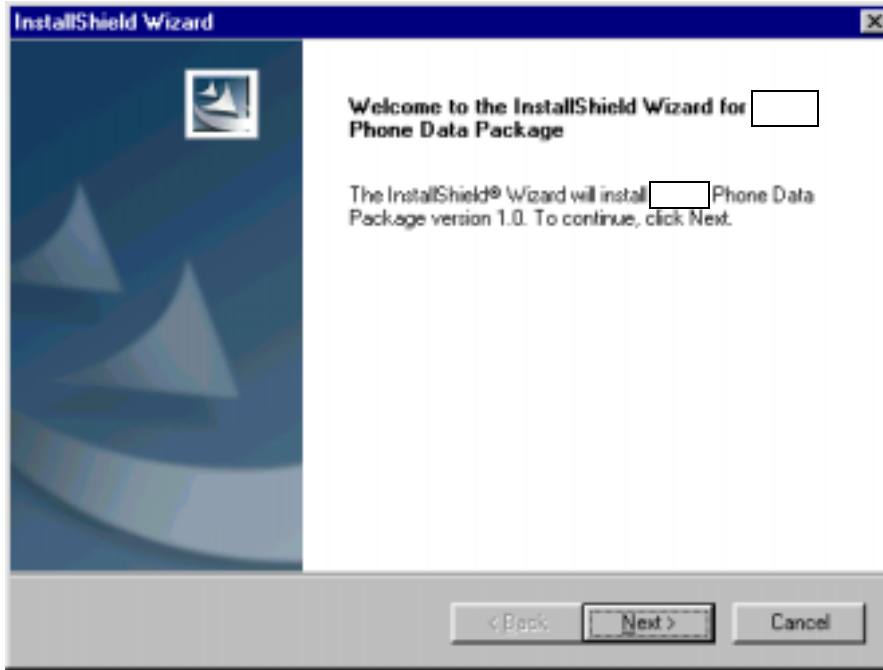 InstallShield Wizard
Welcome to the InstallShield Wizard for
Phone Data Package
The InstallShield® Wizard will install Phone Data
Package version 1.0. To continue, click Next.
< Back Next > Cancel